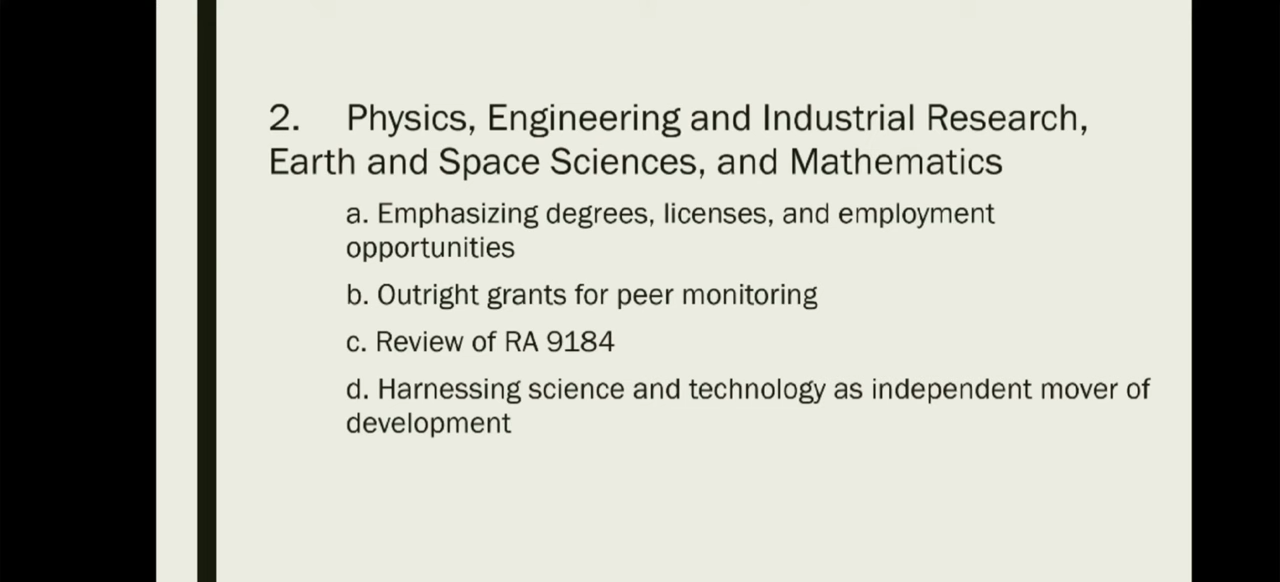 2. Physics, Engineering and Industrial Research,
Earth and Space Sciences, and Mathematics
a. Emphasizing degrees, licenses, and employment
opportunities
b. Outright grants for peer monitoring
c. Review of RA 9184
d. Harnessing science and technology as independent mover of
development